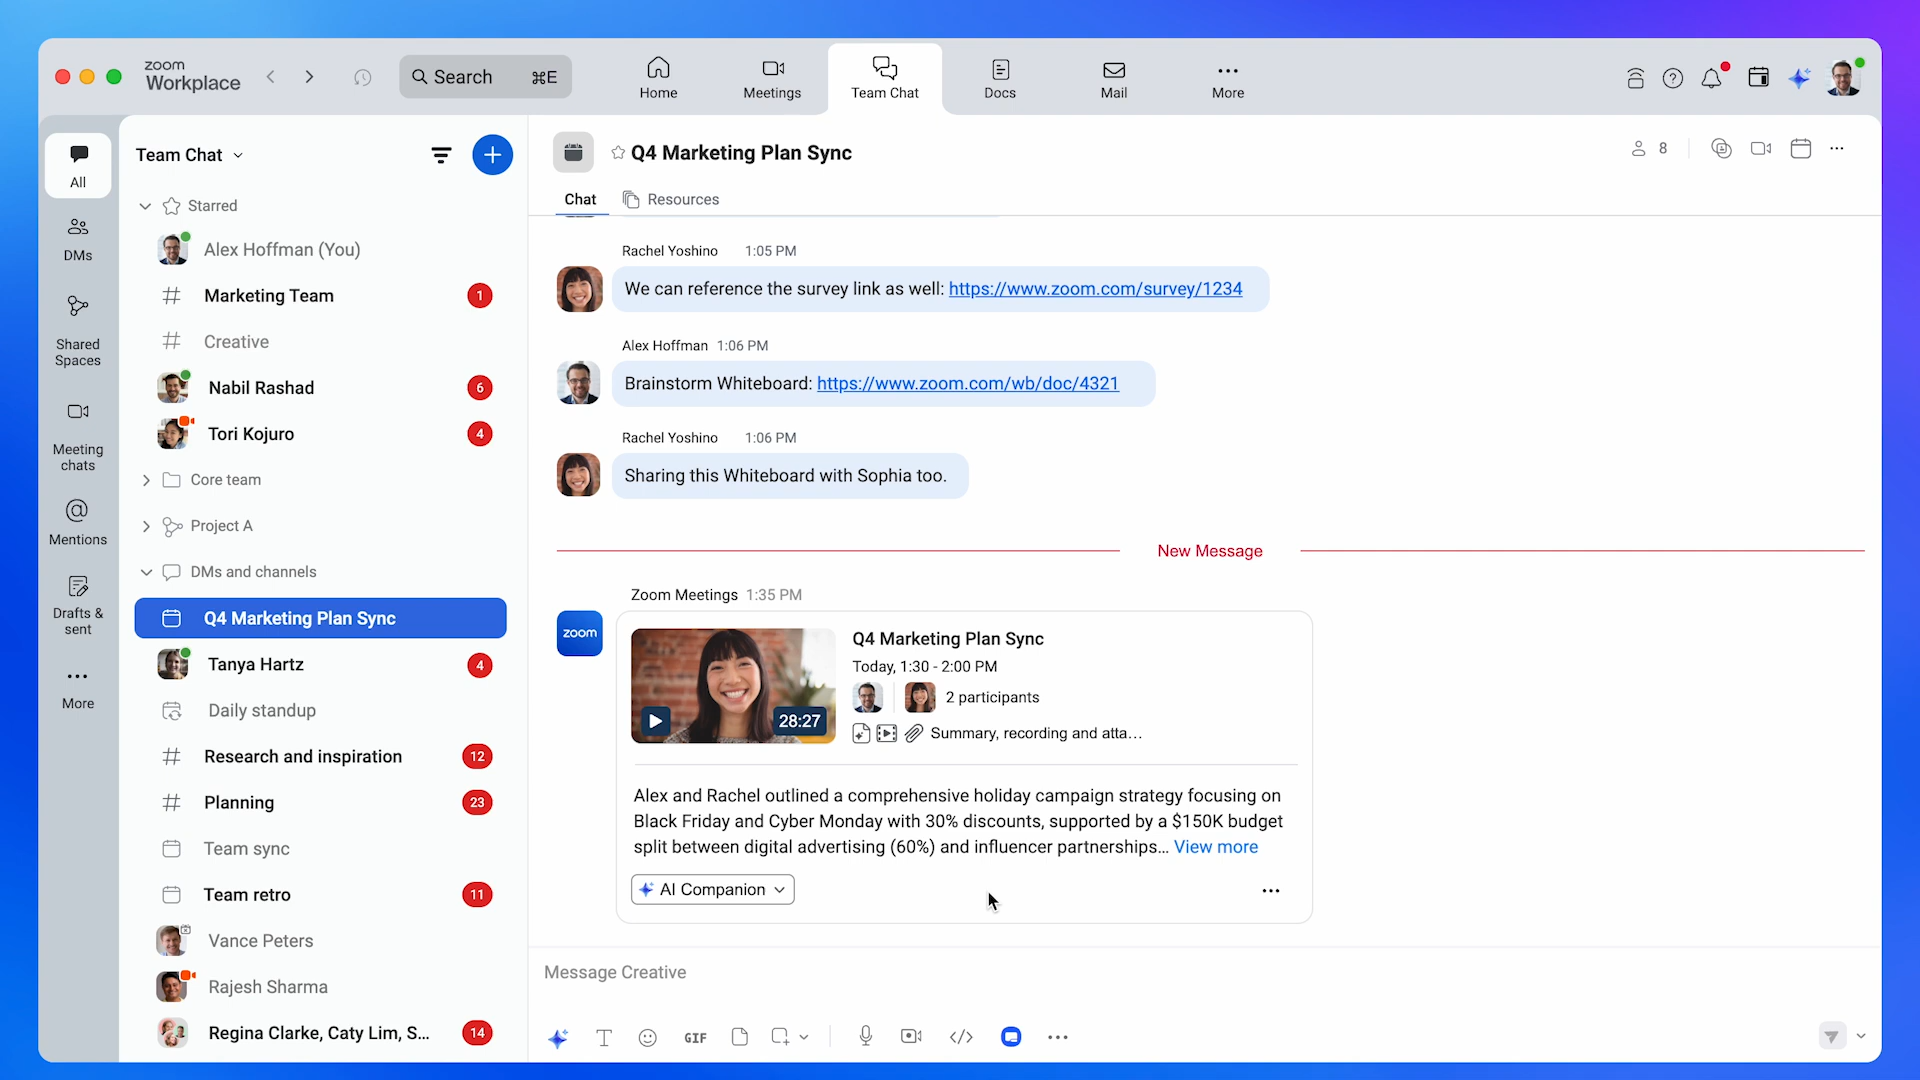 zoom
Workplace
Search ⌘E
Home
Meetings
Team Chat
Docs
Mail
More
All
DMs
Shared
Spaces
Meeting
chats
Mentions
Drafts &
sent
More
Team Chat
Starred
Alex Hoffman (You)
# Marketing Team 1
# Creative
Nabil Rashad 6
Tori Kojuro 4
Core team
Project A
DMs and channels
Q4 Marketing Plan Sync
Tanya Hartz 4
Daily standup
# Research and inspiration 12
# Planning 23
Team sync
Team retro 11
Vance Peters
Rajesh Sharma
Regina Clarke, Caty Lim, S... 14
Q4 Marketing Plan Sync
8
Chat
Resources
Rachel Yoshino 1:05 PM
We can reference the survey link as well: https://www.zoom.com/survey/1234
Alex Hoffman 1:06 PM
Brainstorm Whiteboard: https://www.zoom.com/wb/doc/4321
Rachel Yoshino 1:06 PM
Sharing this Whiteboard with Sophia too.
New Message
Zoom Meetings 1:35 PM
zoom
28:27
Q4 Marketing Plan Sync
Today, 1:30 - 2:00 PM
2 participants
Summary, recording and atta...
Alex and Rachel outlined a comprehensive holiday campaign strategy focusing on
Black Friday and Cyber Monday with 30% discounts, supported by a $150K budget
split between digital advertising (60%) and influencer partnerships... View more
AI Companion
Message Creative
GIF